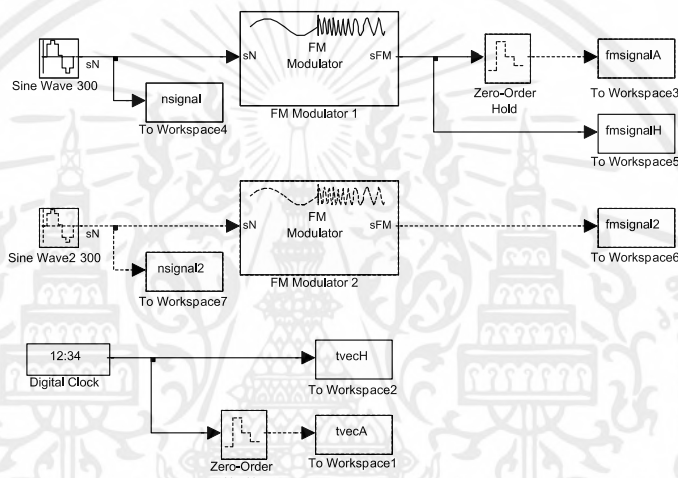 FM
Modulator
sN
sN
sFM
fmsignalA
Sine Wave 300
nsignal
FM Modulator 1
Zero-Order
Hold
To Workspace3
To Workspace4
fmsignalH
To Workspace5
FM
Modulator
sN
sN
sFM
fmsignal2
Sine Wave2 300
nsignal2
FM Modulator 2
To Workspace6
To Workspace7
12:34
Digital Clock
tvecH
To Workspace2
tvecA
Zero-Order
To Workspace1